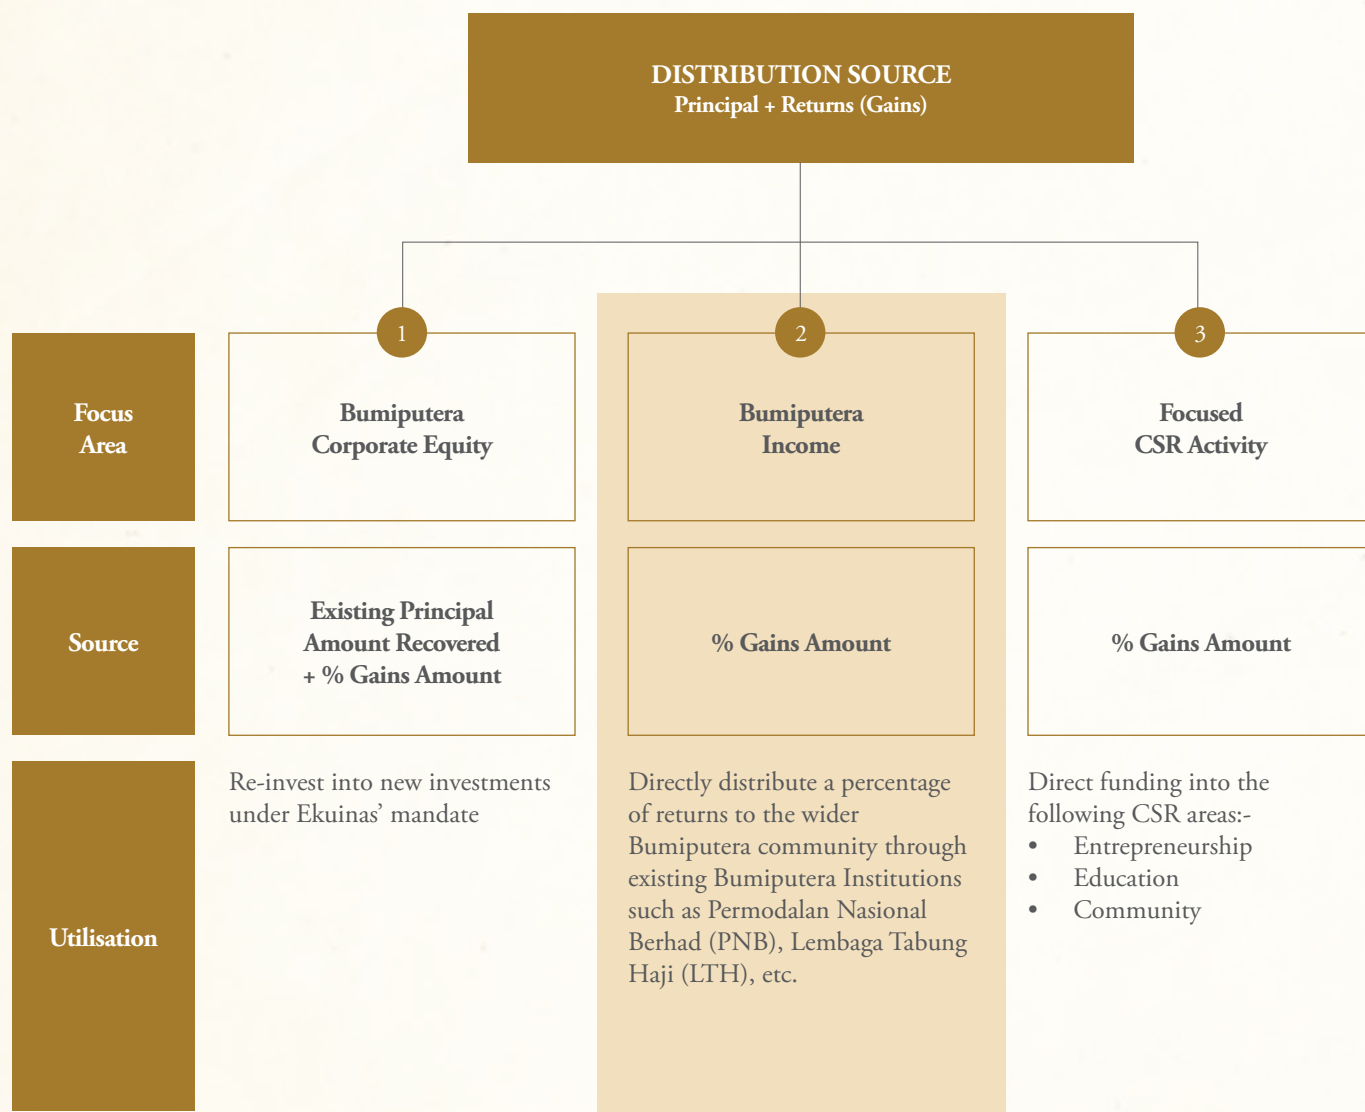 DISTRIBUTION SOURCE
Principal + Returns (Gains)
1
2
3
Focus
Area
Bumiputera
Corporate Equity
Bumiputera
Income
Focused
CSR Activity
Source
Existing Principal
Amount Recovered
+ % Gains Amount
% Gains Amount
% Gains Amount
Utilisation
Re-invest into new investments
under Ekuinas’ mandate
Directly distribute a percentage
of returns to the wider
Bumiputera community through
existing Bumiputera Institutions
such as Permodalan Nasional
Berhad (PNB), Lembaga Tabung
Haji (LTH), etc.
Direct funding into the
following CSR areas:-
• Entrepreneurship
• Education
• Community